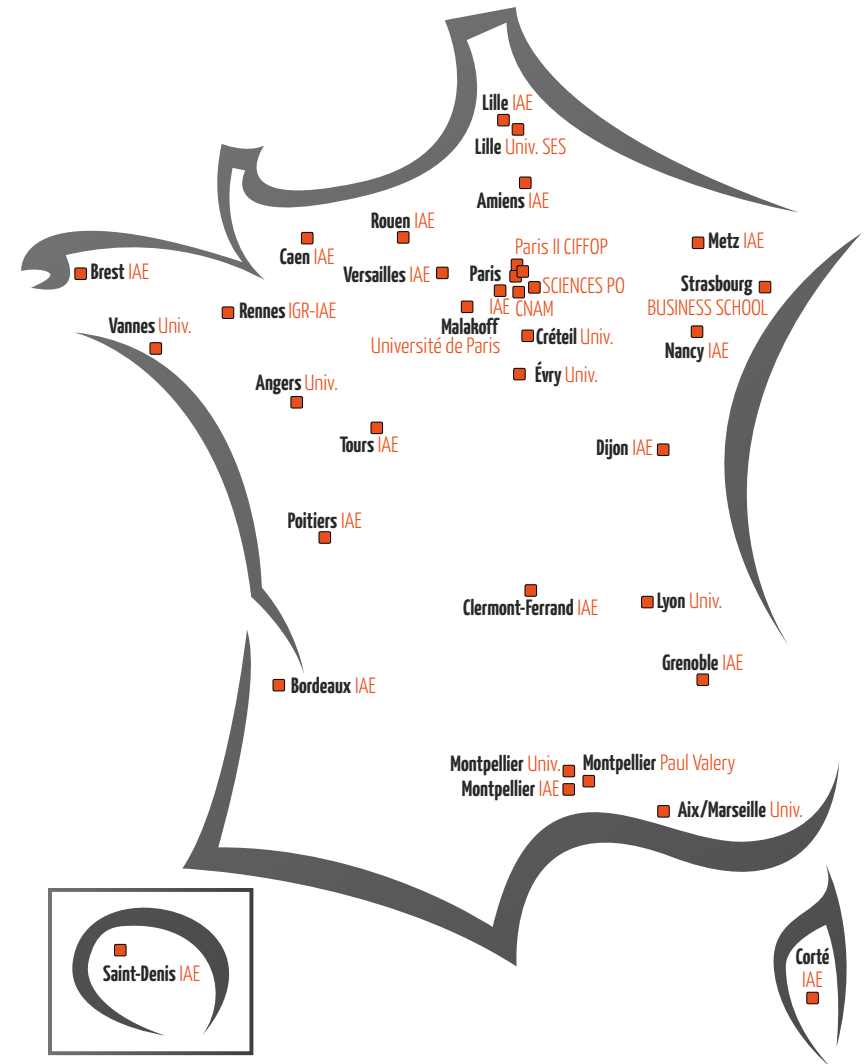 Lille IAE
Lille Univ. SES
Amiens IAE
Rouen IAE
Caen IAE
Paris II CIFFOP
Metz IAE
Brest IAE
Versailles IAE
Paris
SCIENCES PO
Strasbourg
BUSINESS SCHOOL
IAE CNAM
Rennes IGR-IAE
Vannes Univ.
Malakoff
Université de Paris
Créteil Univ.
Nancy IAE
Évry Univ.
Angers Univ.
Tours IAE
Dijon IAE
Poitiers IAE
Clermont-Ferrand IAE
Lyon Univ.
Grenoble IAE
Bordeaux IAE
Montpellier Univ.
Montpellier Paul Valery
Montpellier IAE
Aix/Marseille Univ.
Saint-Denis IAE
Corté
IAE